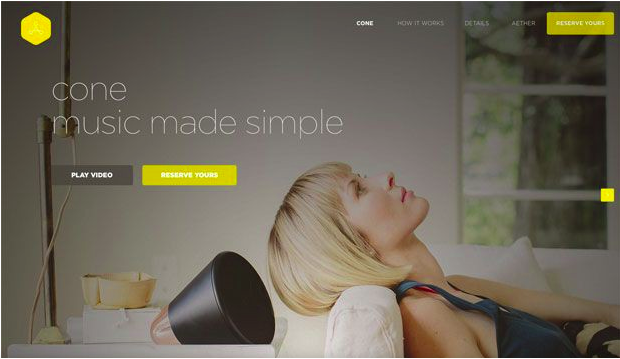 CONE
HOW IT WORKS
DETAILS
AETHER
RESERVE YOURS
cone
music made simple
PLAY VIDEO
RESERVE YOURS